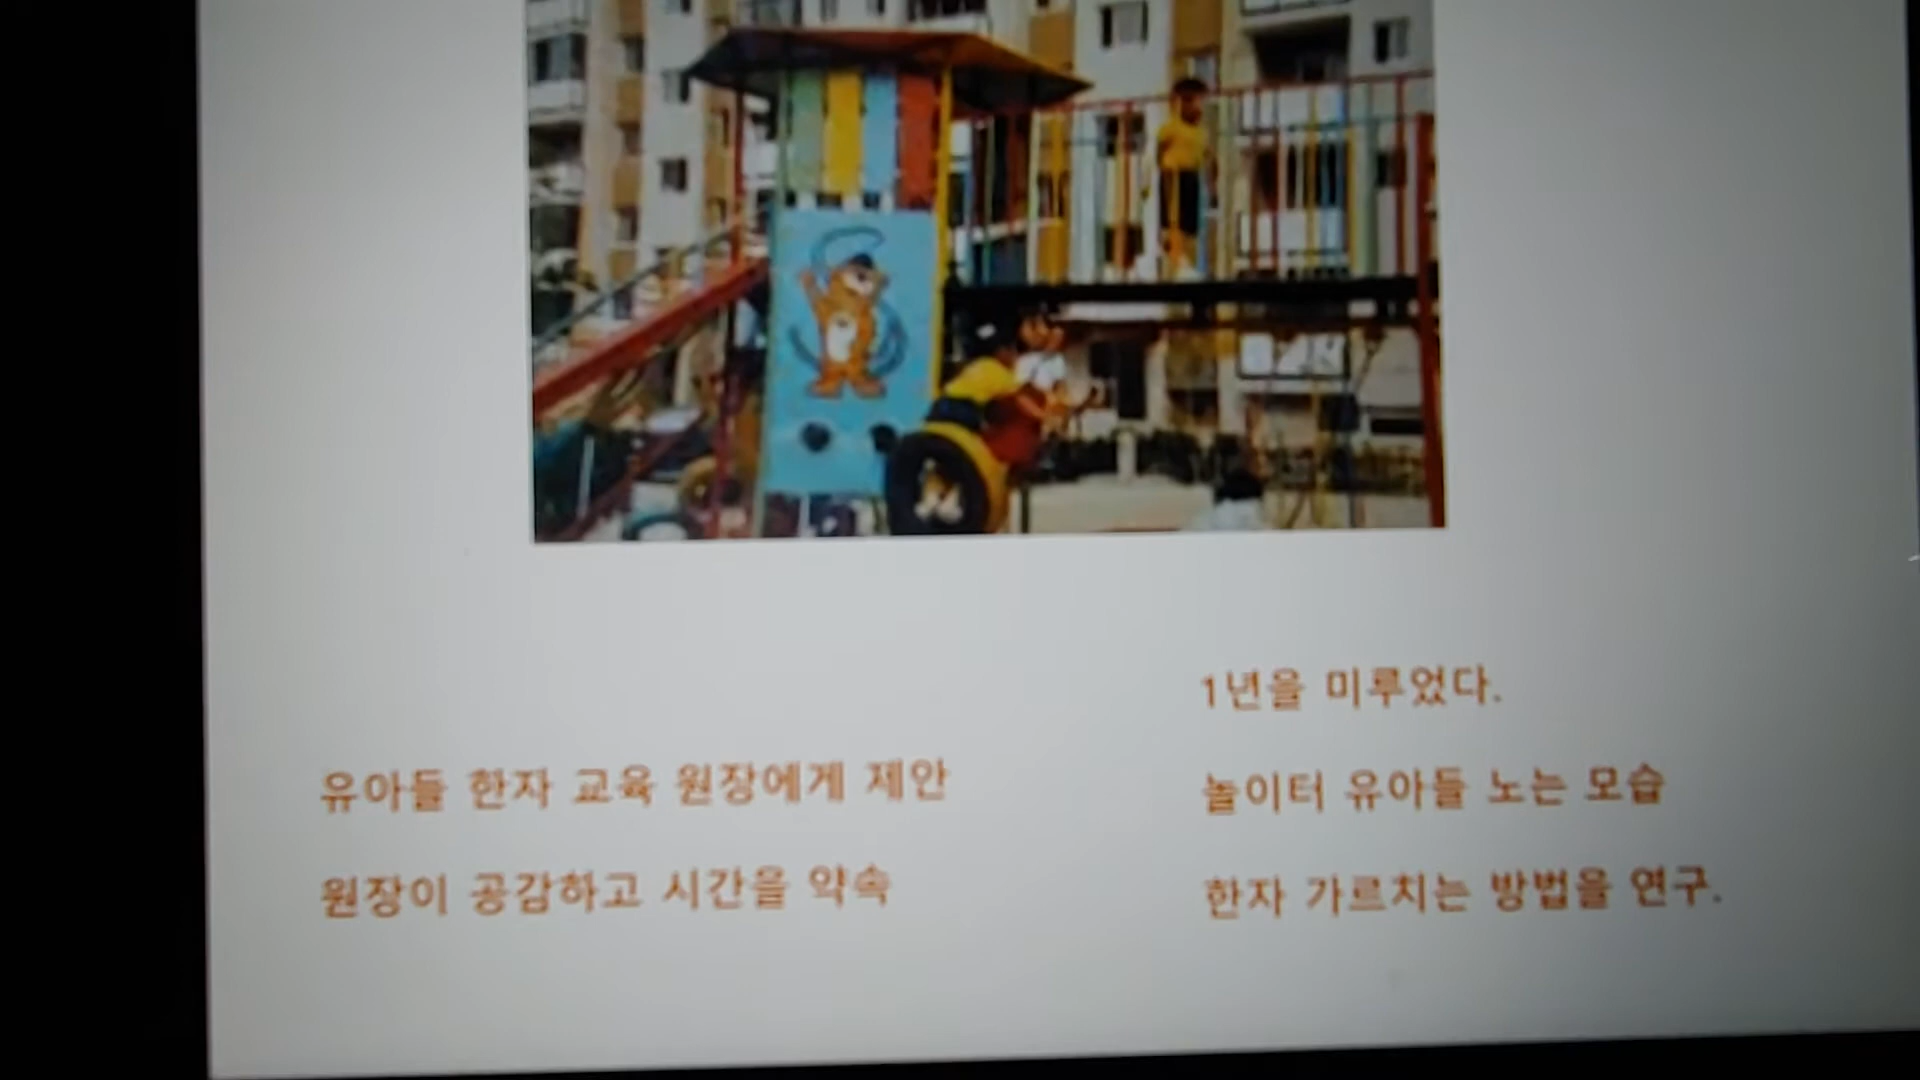 유아들 한자 교육 원장에게 제안
원장이 공감하고 시간을 약속
1년을 미루었다.
놀이터 유아들 노는 모습
한자 가르치는 방법을 연구.